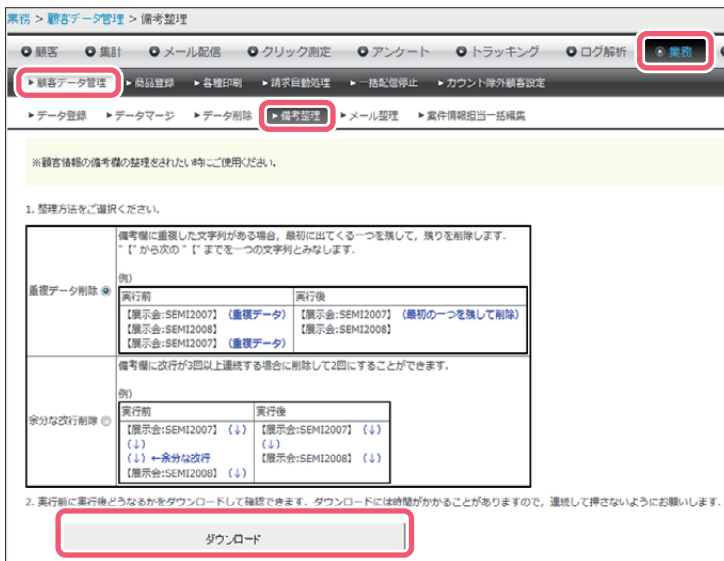 業務 > 顧客データ管理 > 備考整理
顧客 集計 メール配信 クリック測定 アンケート トラッキング ログ解析 業務
顧客データ管理 商品登録 各種印刷 請求自動処理 一括配信停止 カウント除外顧客設定
データ登録 データマージ データ削除 備考整理 メール整理 案件情報担当一括編集
※顧客情報の備考欄の整理をされたい時にご使用ください。
1. 整理方法をご選択ください。
重複データ削除
備考欄に重複した文字列がある場合，最初に出てくる一つを残して，残りを削除します．
"【" から次の "【" までを一つの文字列とみなします．
例)
実行前 実行後
【展示会:SEMI2007】（重複データ） 【展示会:SEMI2007】（最初の一つを残して削除）
【展示会:SEMI2008】 【展示会:SEMI2008】
【展示会:SEMI2007】（重複データ）
余分な改行削除
備考欄に改行が3回以上連続する場合に削除して2回にすることができます．
例)
実行前 実行後
【展示会:SEMI2007】（↓） 【展示会:SEMI2007】（↓）
（↓） （↓）
（↓）←余分な改行 【展示会:SEMI2008】（↓）
【展示会:SEMI2008】（↓）
2. 実行前に実行後どうなるかをダウンロードして確認できます．ダウンロードには時間がかかることがありますので，連続して押さないようにお願いします．
ダウンロード